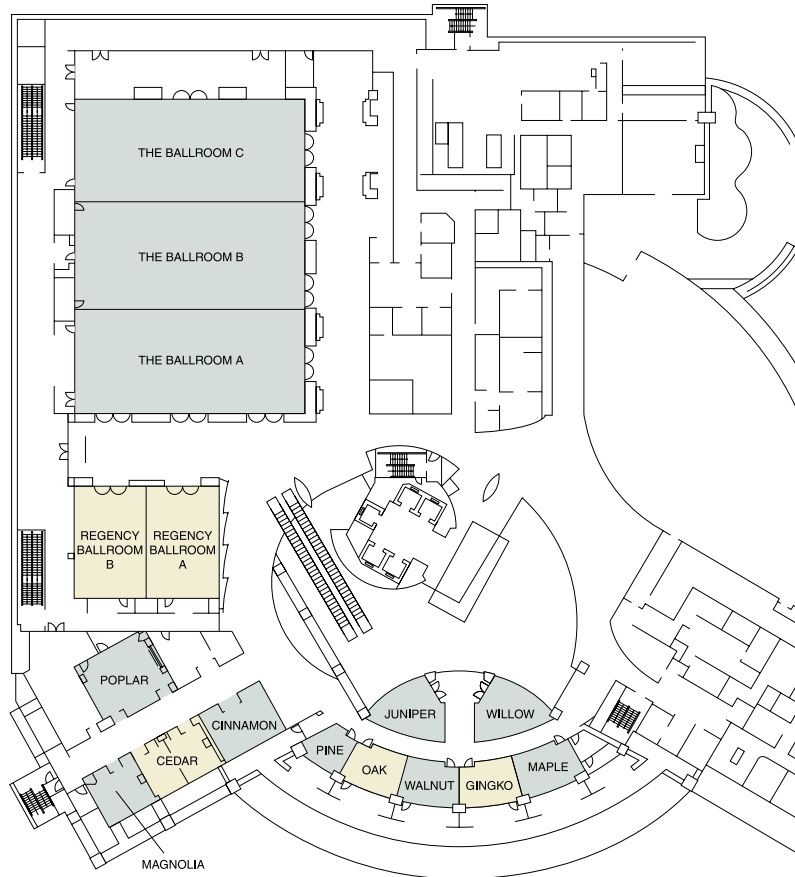 THE BALLROOM C
THE BALLROOM B
THE BALLROOM A
REGENCY
BALLROOM
B
REGENCY
BALLROOM
A
POPLAR
JUNIPER
WILLOW
CINNAMON
PINE
MAPLE
CEDAR
OAK
WALNUT
GINGKO
MAGNOLIA